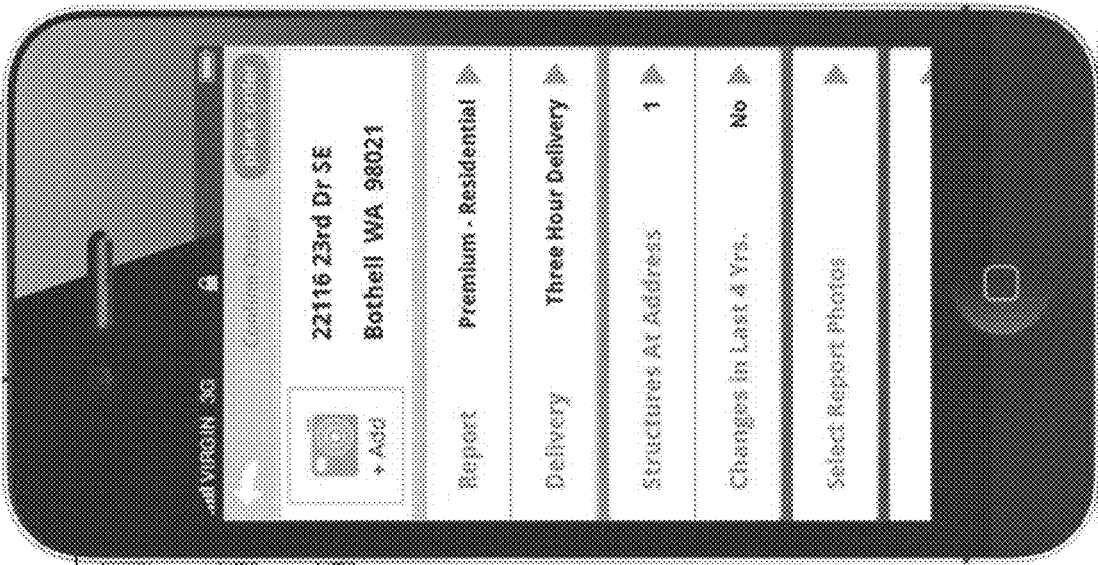 VIRGIN 3G
22116 23rd Dr SE
Bothell WA 98021
+ Add
Report Premium - Residential
Delivery Three Hour Delivery
Structures At Address 1
Changes in Last 4 Yrs. No
Select Report Photos